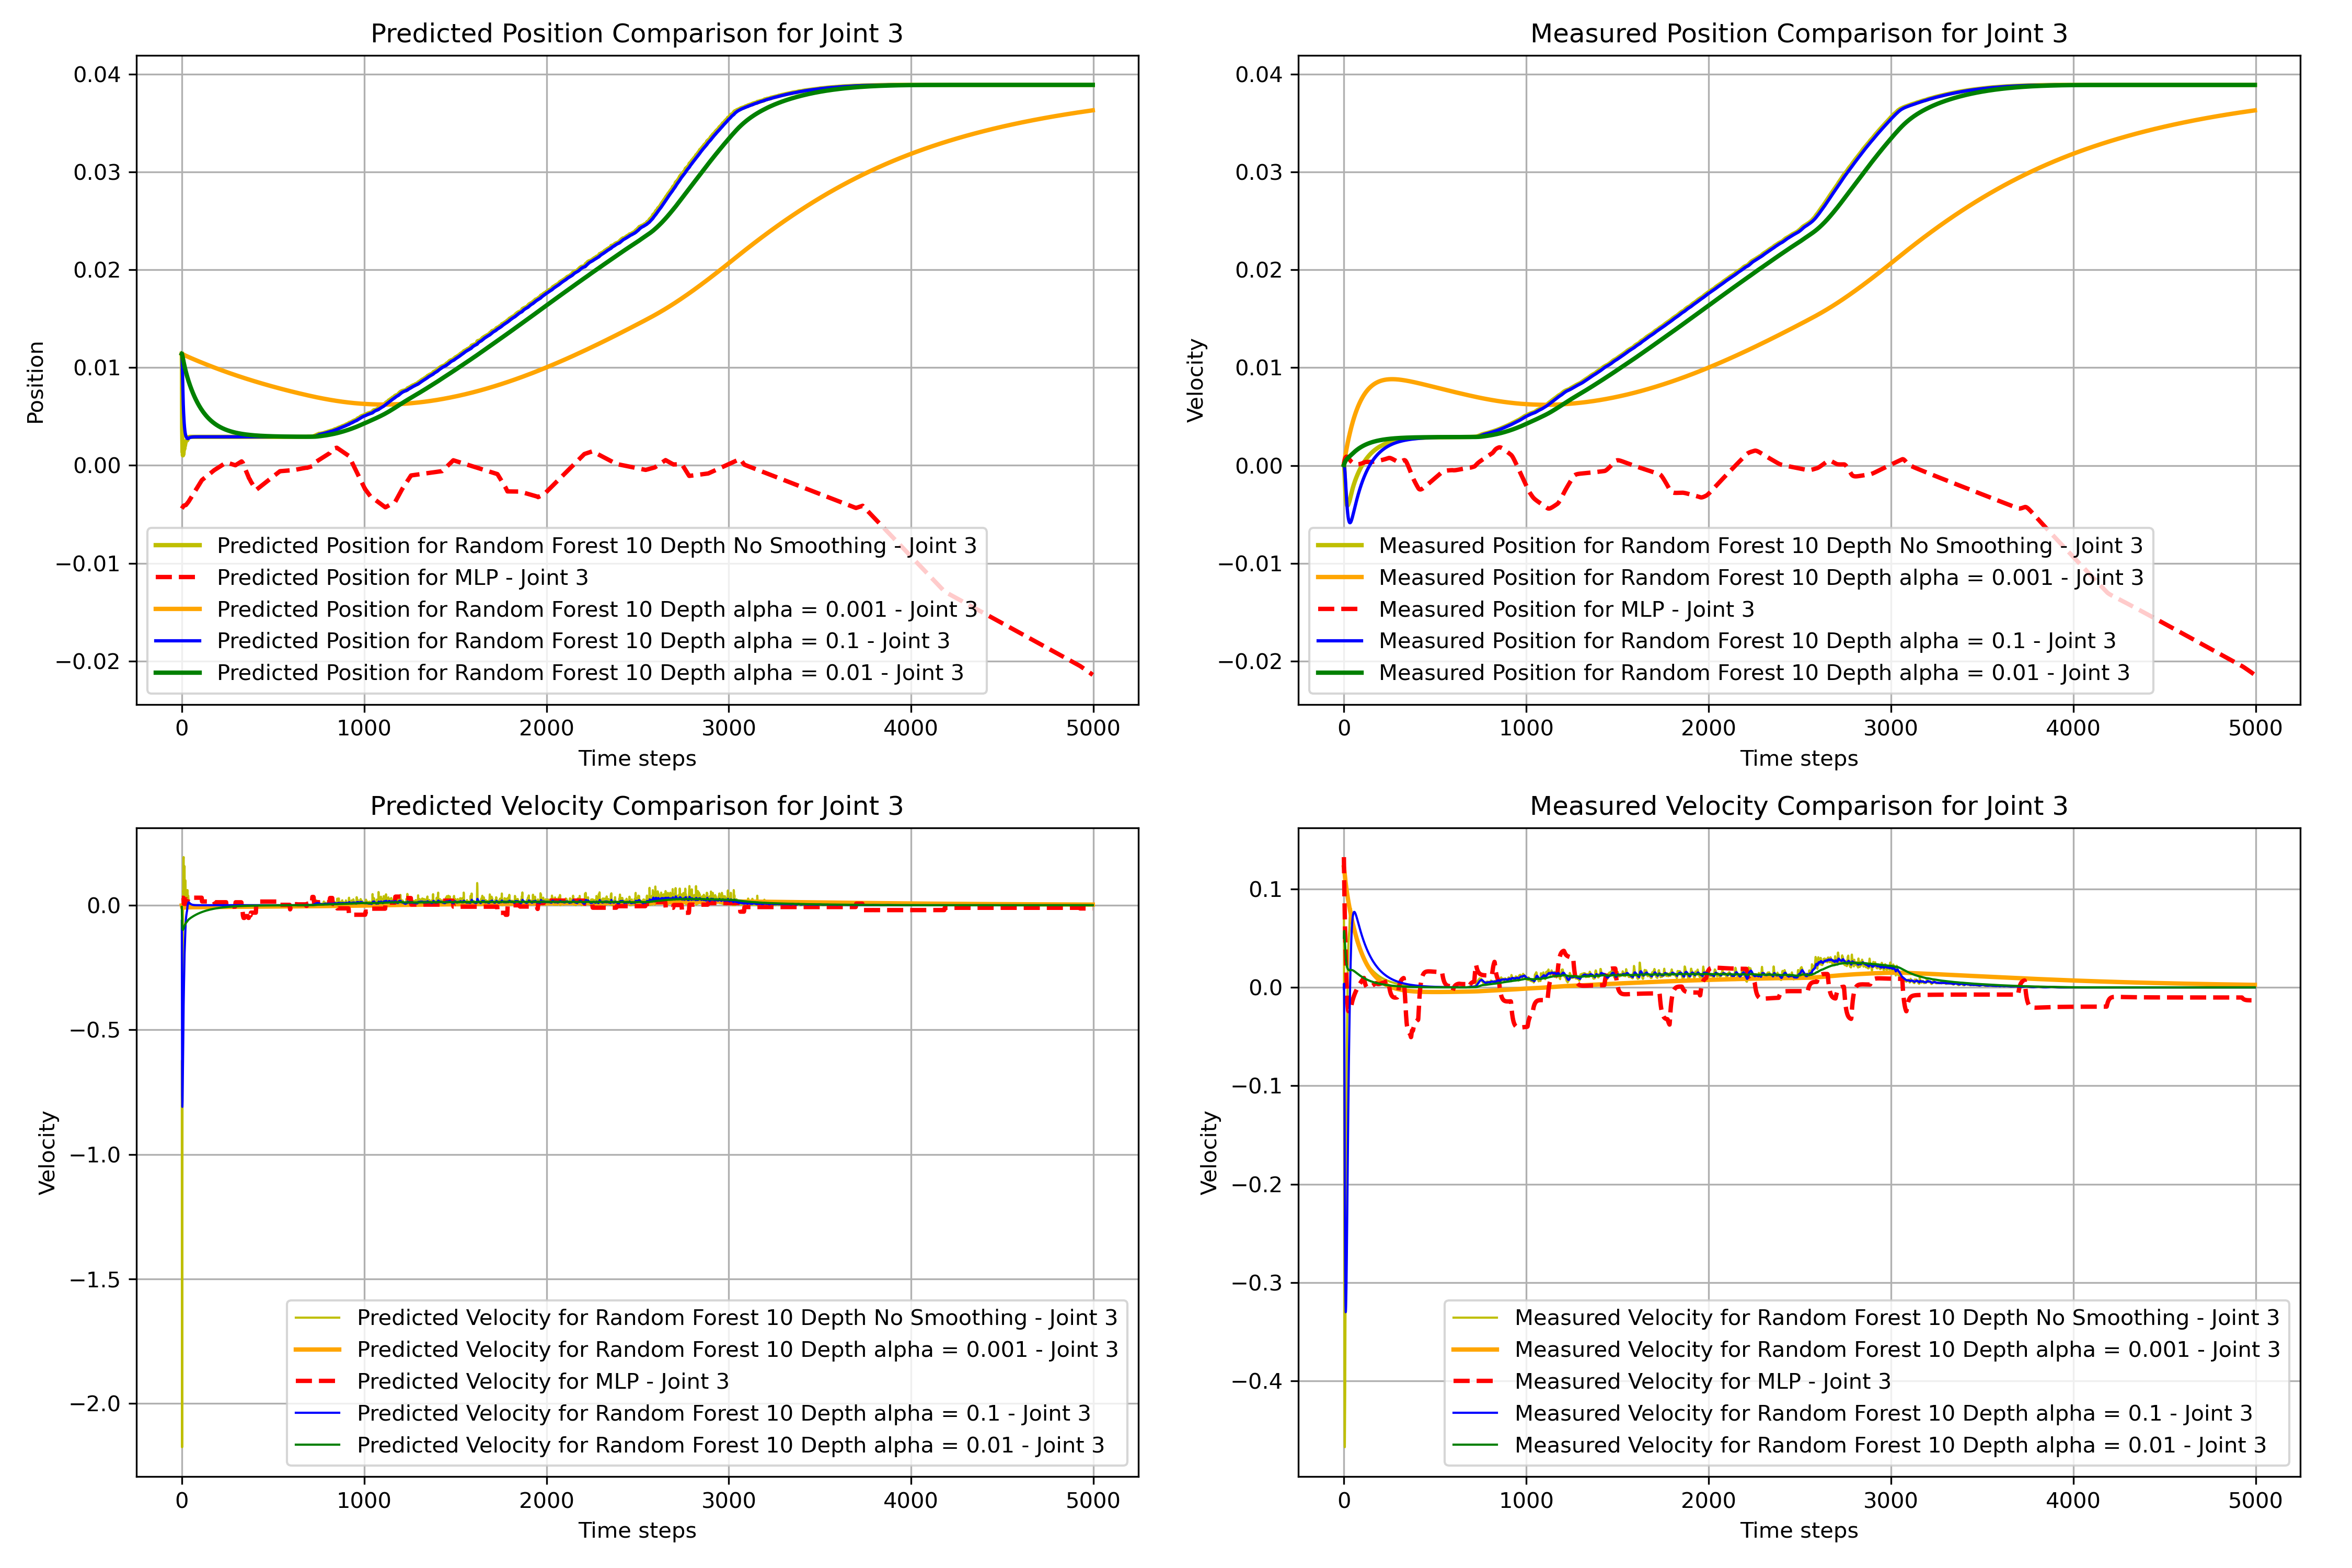 Predicted Position Comparison for Joint 3
0.04
0.03
0.02
0.01
0.00
−0.01
−0.02
Position
Predicted Position for Random Forest 10 Depth No Smoothing - Joint 3
Predicted Position for MLP - Joint 3
Predicted Position for Random Forest 10 Depth alpha = 0.001 - Joint 3
Predicted Position for Random Forest 10 Depth alpha = 0.1 - Joint 3
Predicted Position for Random Forest 10 Depth alpha = 0.01 - Joint 3
0 1000 2000 3000 4000 5000
Time steps
Measured Position Comparison for Joint 3
0.04
0.03
0.02
0.01
0.00
−0.01
−0.02
Velocity
Measured Position for Random Forest 10 Depth No Smoothing - Joint 3
Measured Position for Random Forest 10 Depth alpha = 0.001 - Joint 3
Measured Position for MLP - Joint 3
Measured Position for Random Forest 10 Depth alpha = 0.1 - Joint 3
Measured Position for Random Forest 10 Depth alpha = 0.01 - Joint 3
0 1000 2000 3000 4000 5000
Time steps
Predicted Velocity Comparison for Joint 3
0.0
−0.5
−1.0
−1.5
−2.0
Velocity
Predicted Velocity for Random Forest 10 Depth No Smoothing - Joint 3
Predicted Velocity for Random Forest 10 Depth alpha = 0.001 - Joint 3
Predicted Velocity for MLP - Joint 3
Predicted Velocity for Random Forest 10 Depth alpha = 0.1 - Joint 3
Predicted Velocity for Random Forest 10 Depth alpha = 0.01 - Joint 3
0 1000 2000 3000 4000 5000
Time steps
Measured Velocity Comparison for Joint 3
0.1
0.0
−0.1
−0.2
−0.3
−0.4
Velocity
Measured Velocity for Random Forest 10 Depth No Smoothing - Joint 3
Measured Velocity for Random Forest 10 Depth alpha = 0.001 - Joint 3
Measured Velocity for MLP - Joint 3
Measured Velocity for Random Forest 10 Depth alpha = 0.1 - Joint 3
Measured Velocity for Random Forest 10 Depth alpha = 0.01 - Joint 3
0 1000 2000 3000 4000 5000
Time steps